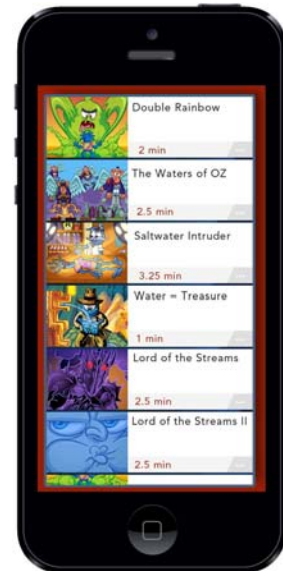 Double Rainbow
2 min
The Waters of OZ
2.5 min
Saltwater Intruder
3.25 min
Water = Treasure
1 min
Lord of the Streams
2.5 min
Lord of the Streams II
2.5 min